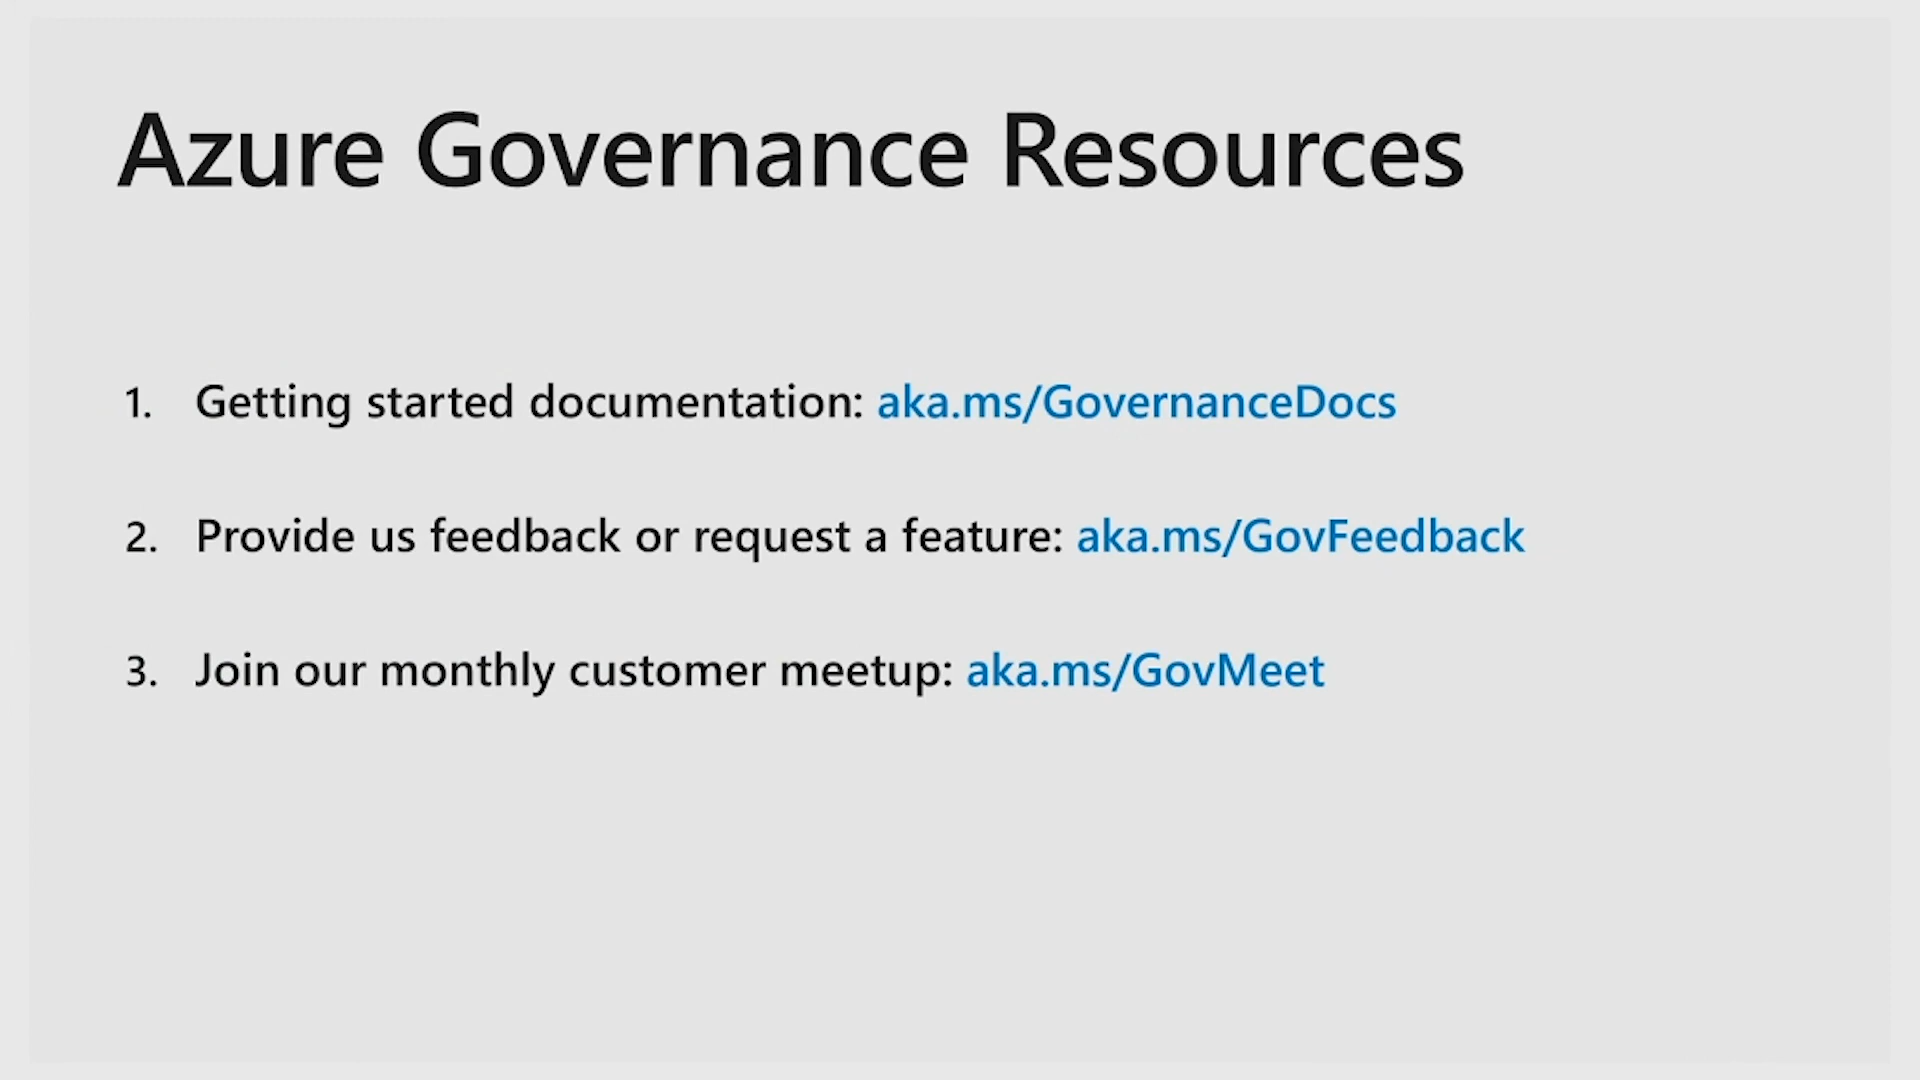 Azure Governance Resources
1. Getting started documentation: aka.ms/GovernanceDocs
2. Provide us feedback or request a feature: aka.ms/GovFeedback
3. Join our monthly customer meetup: aka.ms/GovMeet